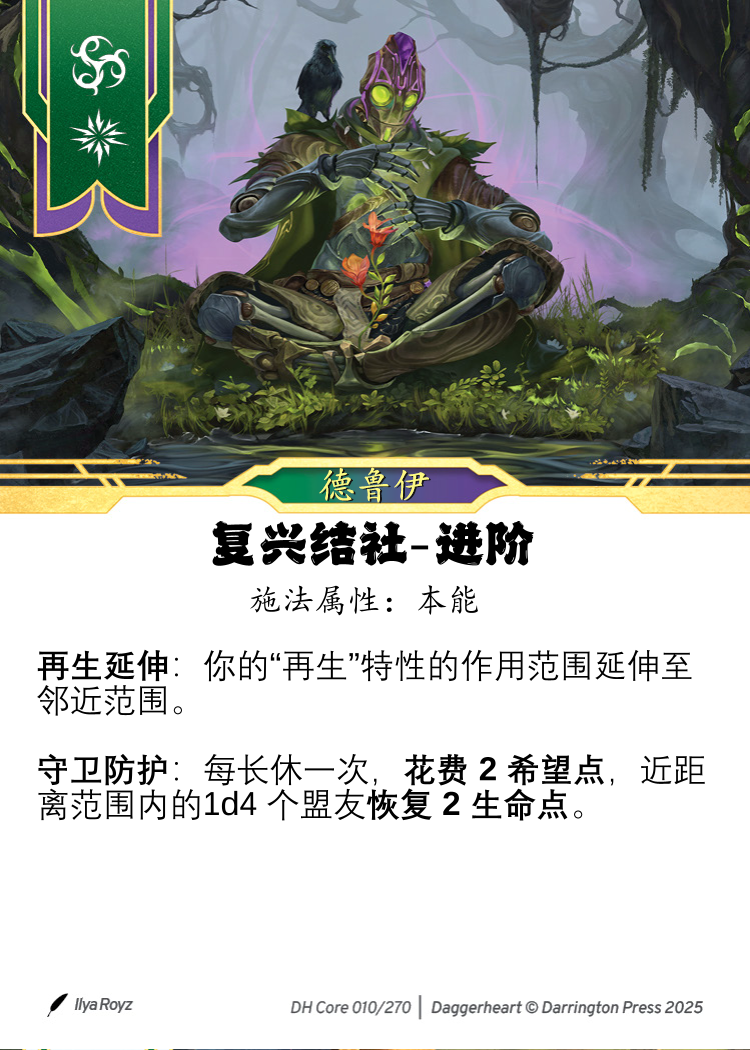 德鲁伊
复兴结社-进阶
施法属性：本能
再生延伸：你的“再生”特性的作用范围延伸至
邻近范围。
守卫防护：每长休一次，花费 2 希望点，近距
离范围内的1d4 个盟友恢复 2 生命点。
Ilya Royz
DH Core 010/270 | Daggerheart © Darrington Press 2025